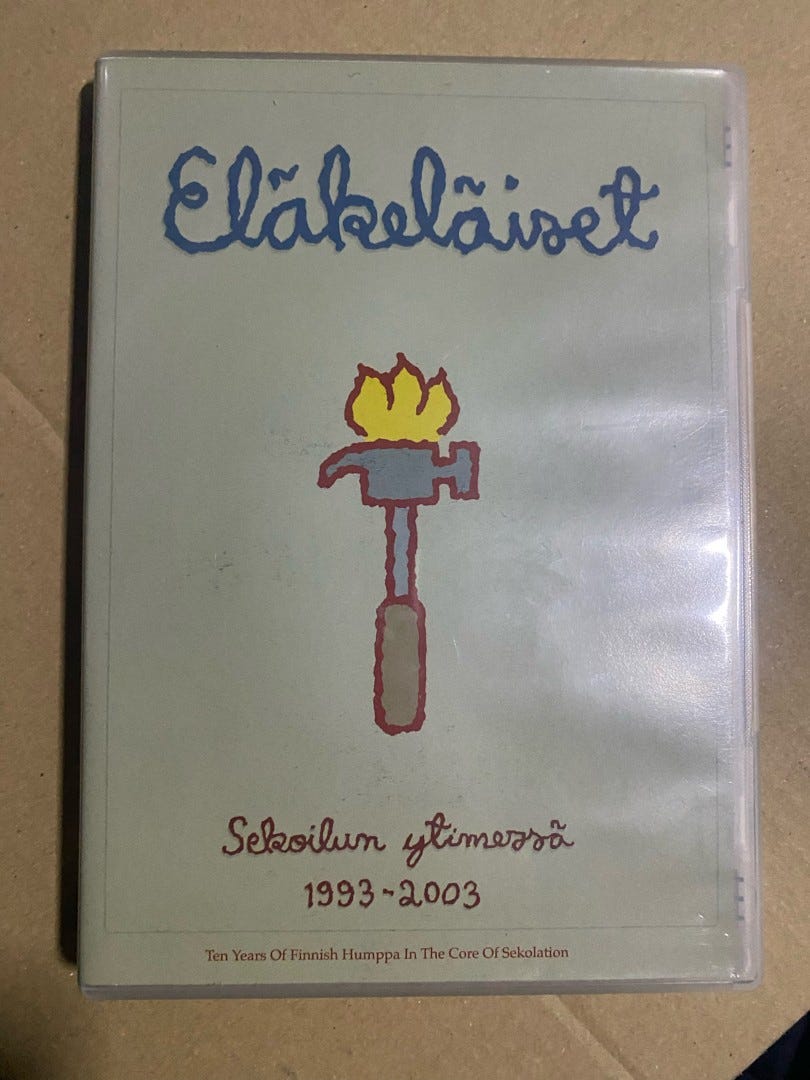 Eläkeläiset
Sekoilun ytimessä
1993-2003
Ten Years Of Finnish Humppa In The Core Of Sekolation